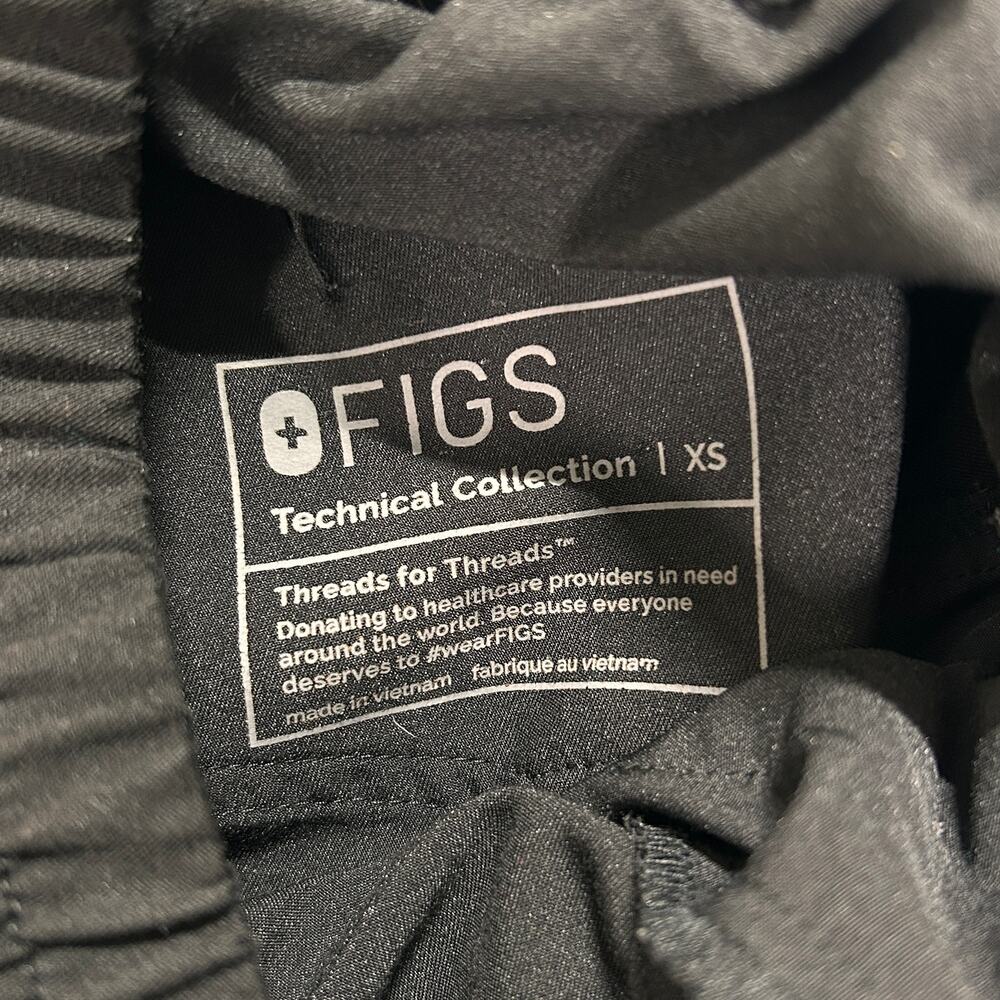 FIGS
Technical Collection | XS
Threads for Threads™
Donating to healthcare providers in need
around the world. Because everyone
deserves to #wearFIGS
made in vietnam fabriqué au vietnam